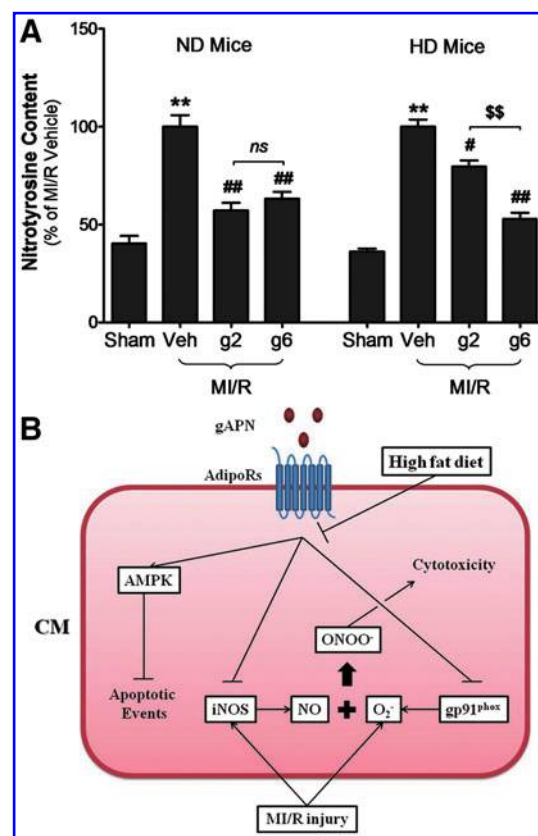 A
ND Mice
HD Mice
Nitrotyrosine Content
(% of MI/R Vehicle)
150
100
50
0
**
##
ns
##
**
#
$$
##
Sham Veh g2 g6
Sham Veh g2 g6
MI/R
MI/R
B
gAPN
AdipoRs
High fat diet
AMPK
Cytotoxicity
CM
ONOO⁻
Apoptotic
Events
iNOS
NO
+
O₂⁻
gp91ᵖʰᵒˣ
MI/R injury